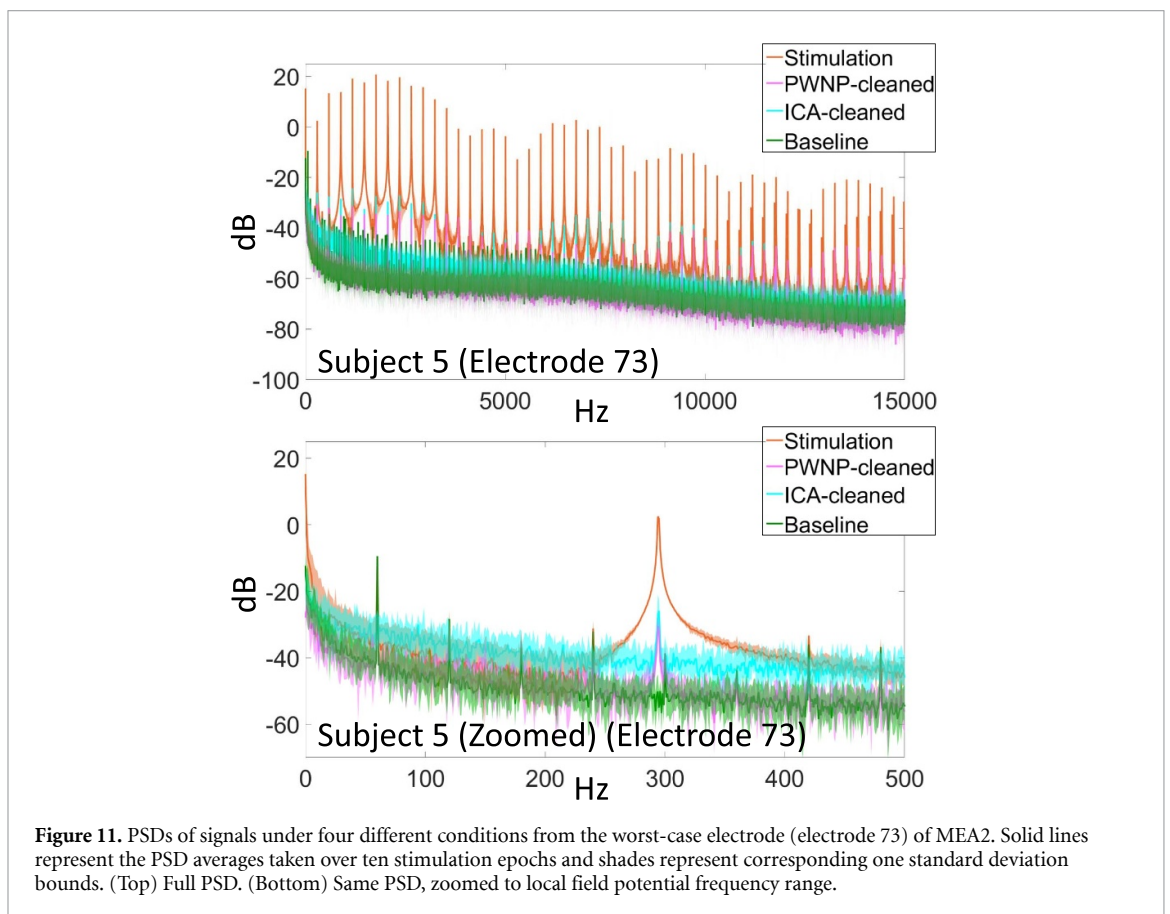 Stimulation
PWNP-cleaned
ICA-cleaned
Baseline
20
0
-20
-40
-60
-80
-100
dB
Subject 5 (Electrode 73)
0 5000 10000 15000
Hz
Stimulation
PWNP-cleaned
ICA-cleaned
Baseline
20
0
-20
-40
-60
dB
Subject 5 (Zoomed) (Electrode 73)
0 100 200 300 400 500
Hz
Figure 11. PSDs of signals under four different conditions from the worst-case electrode (electrode 73) of MEA2. Solid lines
represent the PSD averages taken over ten stimulation epochs and shades represent corresponding one standard deviation
bounds. (Top) Full PSD. (Bottom) Same PSD, zoomed to local field potential frequency range.